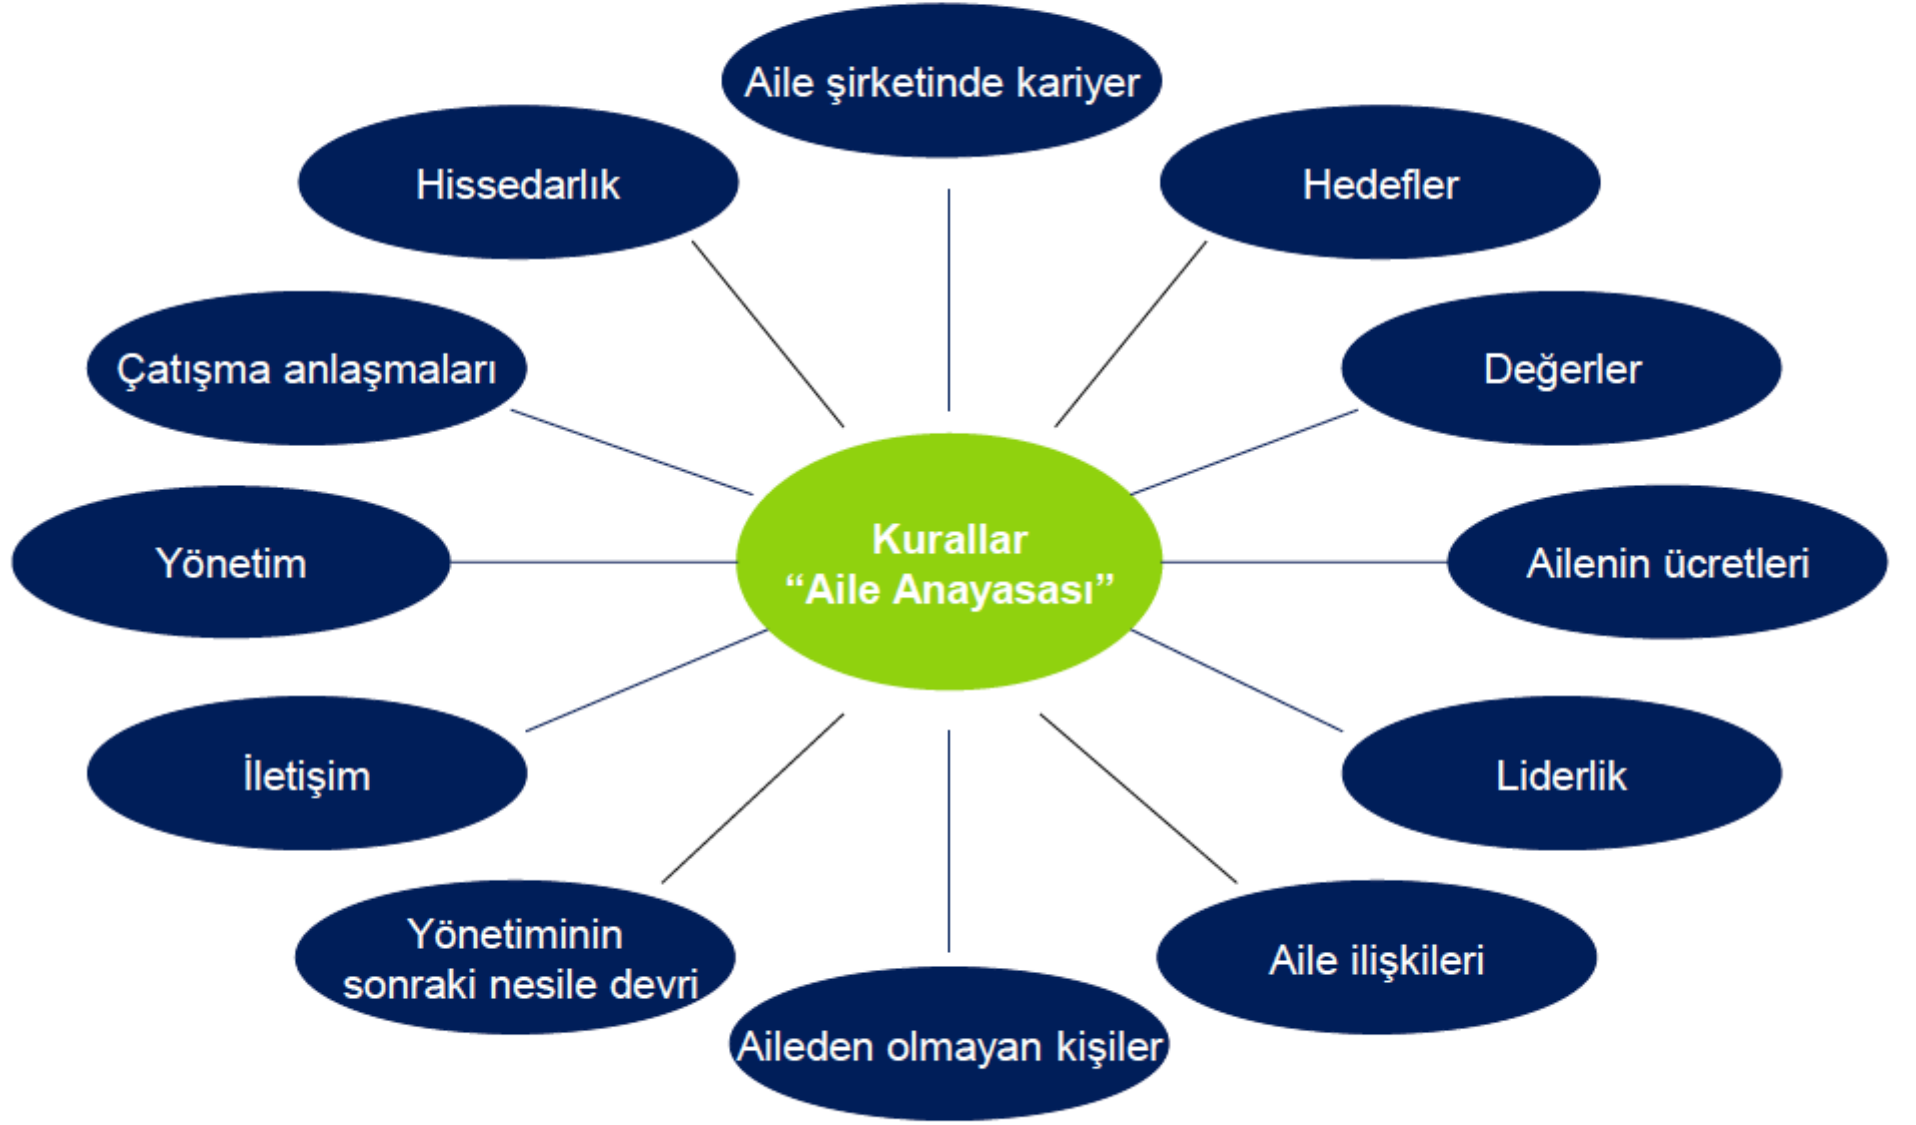 Aile şirketinde kariyer
Hissedarlık
Hedefler
Çatışma anlaşmaları
Değerler
Kurallar
“Aile Anayasası”
Yönetim
Ailenin ücretleri
İletişim
Liderlik
Yönetiminin
sonraki nesile devri
Aile ilişkileri
Aileden olmayan kişiler